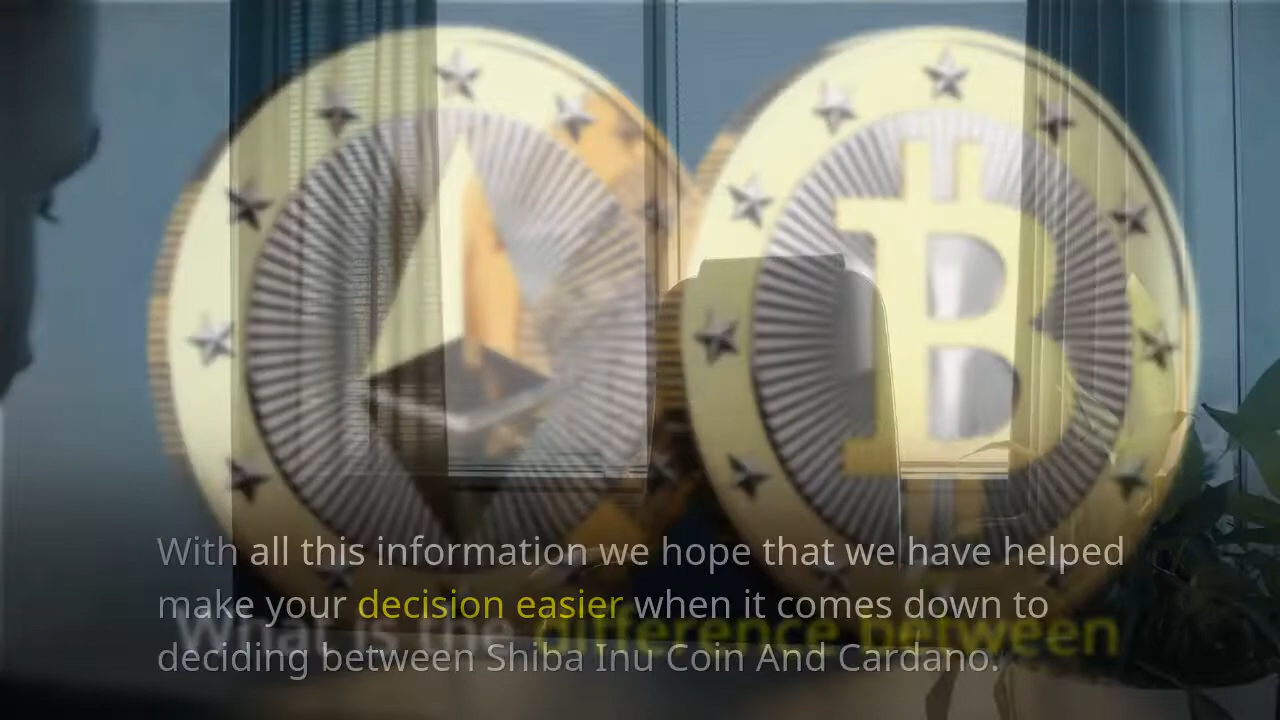 With all this information we hope that we have helped
make your decision easier when it comes down to
What is the difference between
deciding between Shiba Inu Coin And Cardano.